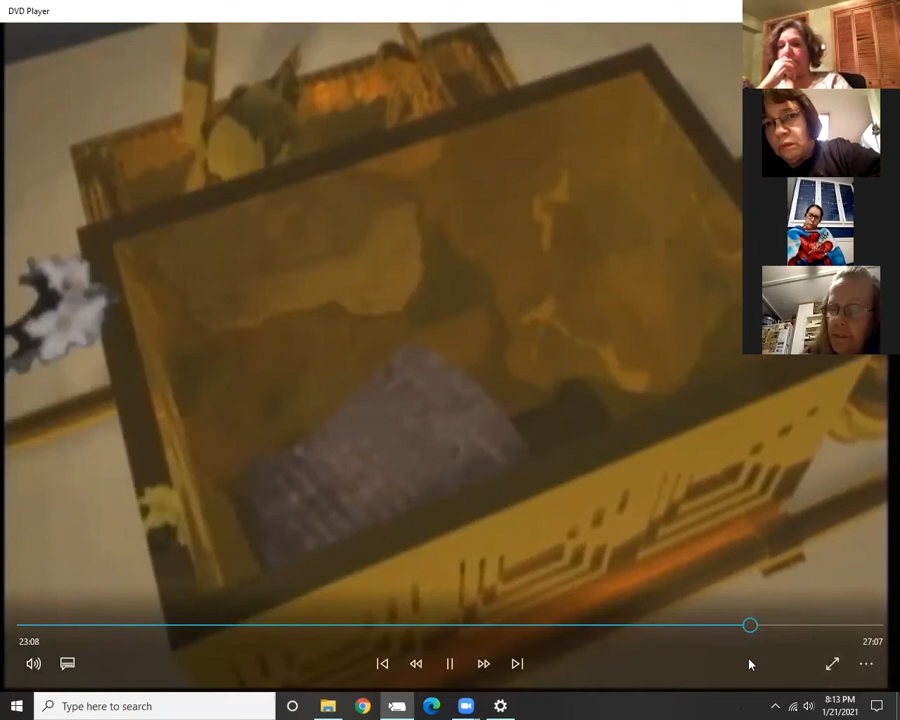 DVD Player
23:08
27:07
Type here to search
8:13 PM
1/21/2021